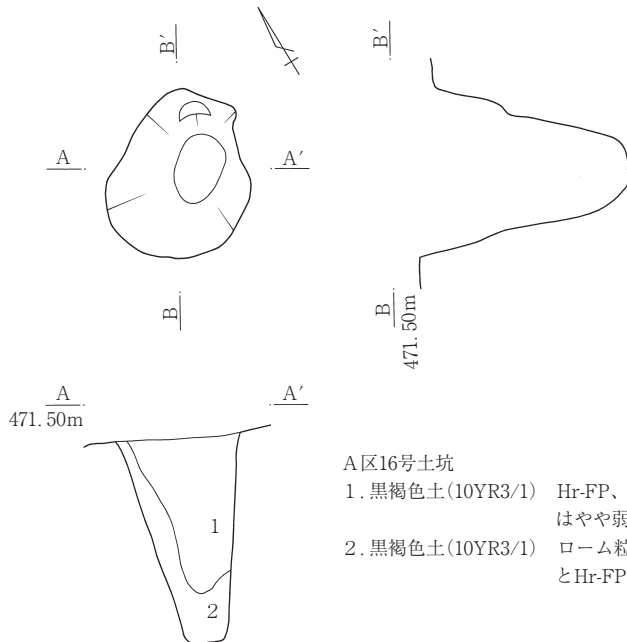 B′
B′
A
A′
B
B
471.50m
A
A′
471.50m
A区16号土坑
1．黒褐色土(10YR3/1)　Hr-FP、
はやや弱
2．黒褐色土(10YR3/1)　ローム粒
とHr-FP
1
2